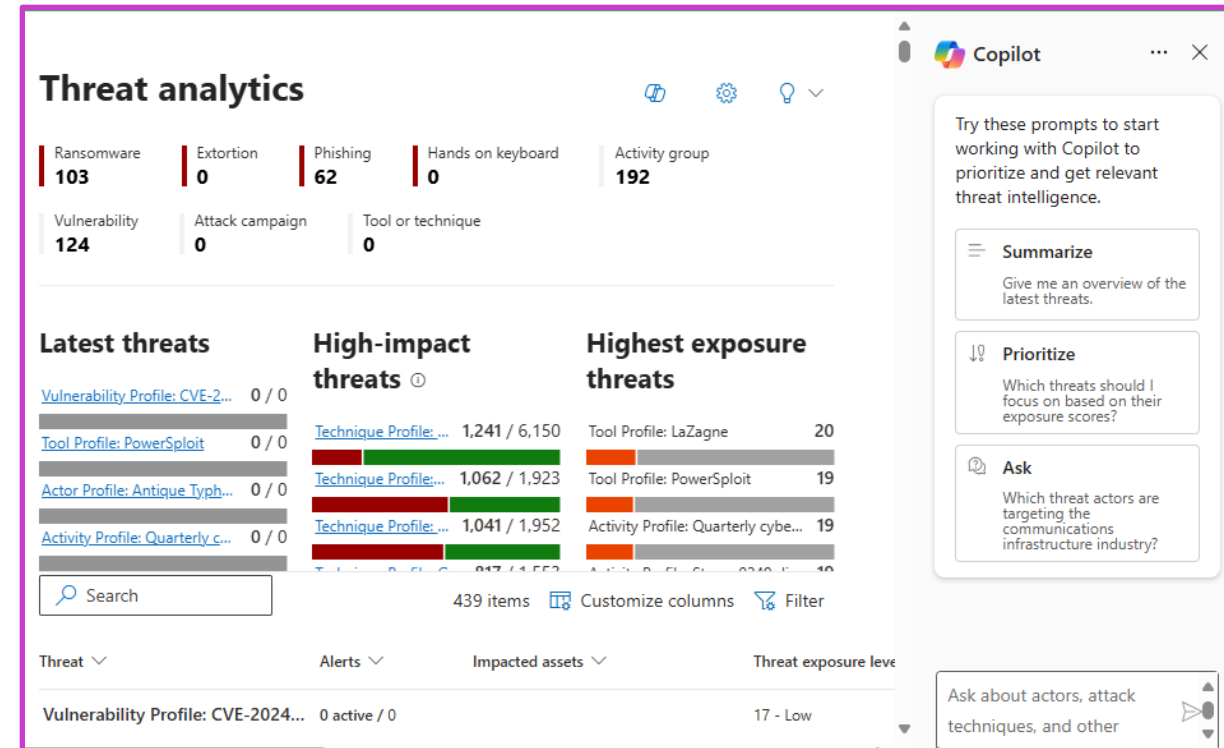 Threat analytics
Ransomware
103
Extortion
0
Phishing
62
Hands on keyboard
0
Activity group
192
Vulnerability
124
Attack campaign
0
Tool or technique
0
Latest threats
Vulnerability Profile: CVE-2... 0 / 0
Tool Profile: PowerSploit 0 / 0
Actor Profile: Antique Typh... 0 / 0
Activity Profile: Quarterly c... 0 / 0
High-impact
threats
Technique Profile: ... 1,241 / 6,150
Technique Profile:... 1,062 / 1,923
Technique Profile: ... 1,041 / 1,952
Highest exposure
threats
Tool Profile: LaZagne 20
Tool Profile: PowerSploit 19
Activity Profile: Quarterly cybe... 19
Search
439 items Customize columns Filter
Threat Alerts Impacted assets Threat exposure leve
Vulnerability Profile: CVE-2024... 0 active / 0 17 - Low
Copilot
Try these prompts to start
working with Copilot to
prioritize and get relevant
threat intelligence.
Summarize
Give me an overview of the
latest threats.
Prioritize
Which threats should I
focus on based on their
exposure scores?
Ask
Which threat actors are
targeting the
communications
infrastructure industry?
Ask about actors, attack
techniques, and other